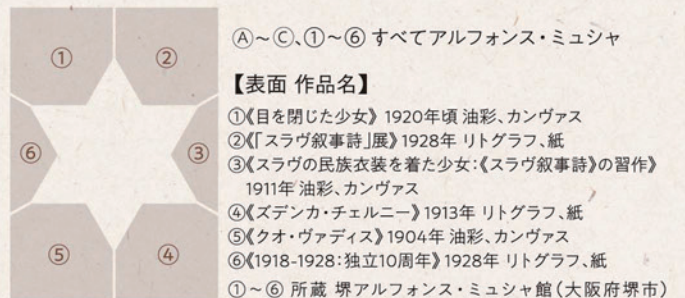 ①
②
③
④
⑤
⑥
Ⓐ～Ⓒ、①～⑥ すべてアルフォンス・ミュシャ
【表面 作品名】
①《目を閉じた少女》 1920年頃 油彩、カンヴァス
②《「スラヴ叙事詩」展》 1928年 リトグラフ、紙
③《スラヴの民族衣装を着た少女:《スラヴ叙事詩》の習作》
1911年 油彩、カンヴァス
④《ズデンカ・チェルニー》 1913年 リトグラフ、紙
⑤《クオ・ヴァディス》 1904年 油彩、カンヴァス
⑥《1918-1928:独立10周年》 1928年 リトグラフ、紙
①～⑥ 所蔵 堺アルフォンス・ミュシャ館(大阪府堺市)